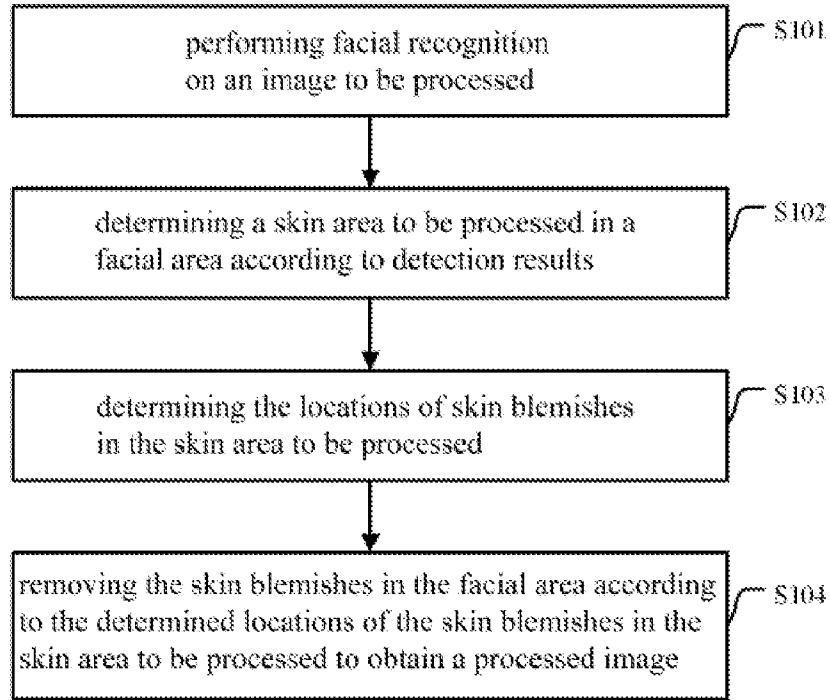 performing facial recognition
on an image to be processed
S101
determining a skin area to be processed in a
facial area according to detection results
S102
determining the locations of skin blemishes
in the skin area to be processed
S103
removing the skin blemishes in the facial area according
to the determined locations of the skin blemishes in the
skin area to be processed to obtain a processed image
S104